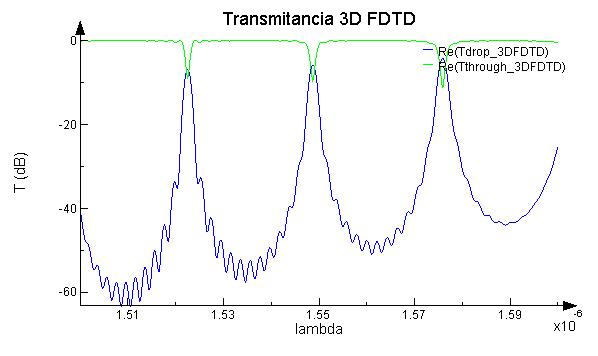 Transmitancia 3D FDTD
0
Re(Tdrop_3DFDTD)
Re(Tthrough_3DFDTD)
-20
T (dB)
-40
-60
1.51 1.53 1.55 1.57 1.59 -6
lambda x10